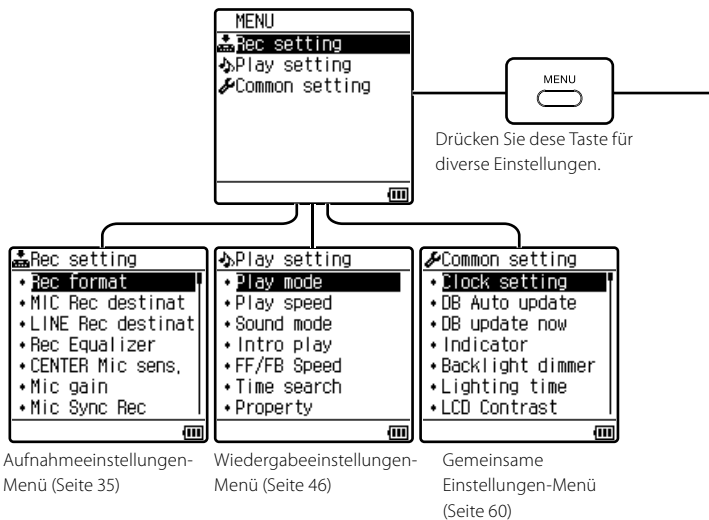 MENU
Rec setting
Play setting
Common setting
MENU
Drücken Sie dese Taste für
diverse Einstellungen.
Rec setting
Rec format
MIC Rec destinat
LINE Rec destinat
Rec Equalizer
CENTER Mic sens.
Mic gain
Mic Sync Rec
Aufnahmeeinstellungen-
Menü (Seite 35)
Play setting
Play mode
Play speed
Sound mode
Intro play
FF/FB Speed
Time search
Property
Wiedergabeeinstellungen-
Menü (Seite 46)
Common setting
Clock setting
DB Auto update
DB update now
Indicator
Backlight dimmer
Lighting time
LCD Contrast
Gemeinsame
Einstellungen-Menü
(Seite 60)